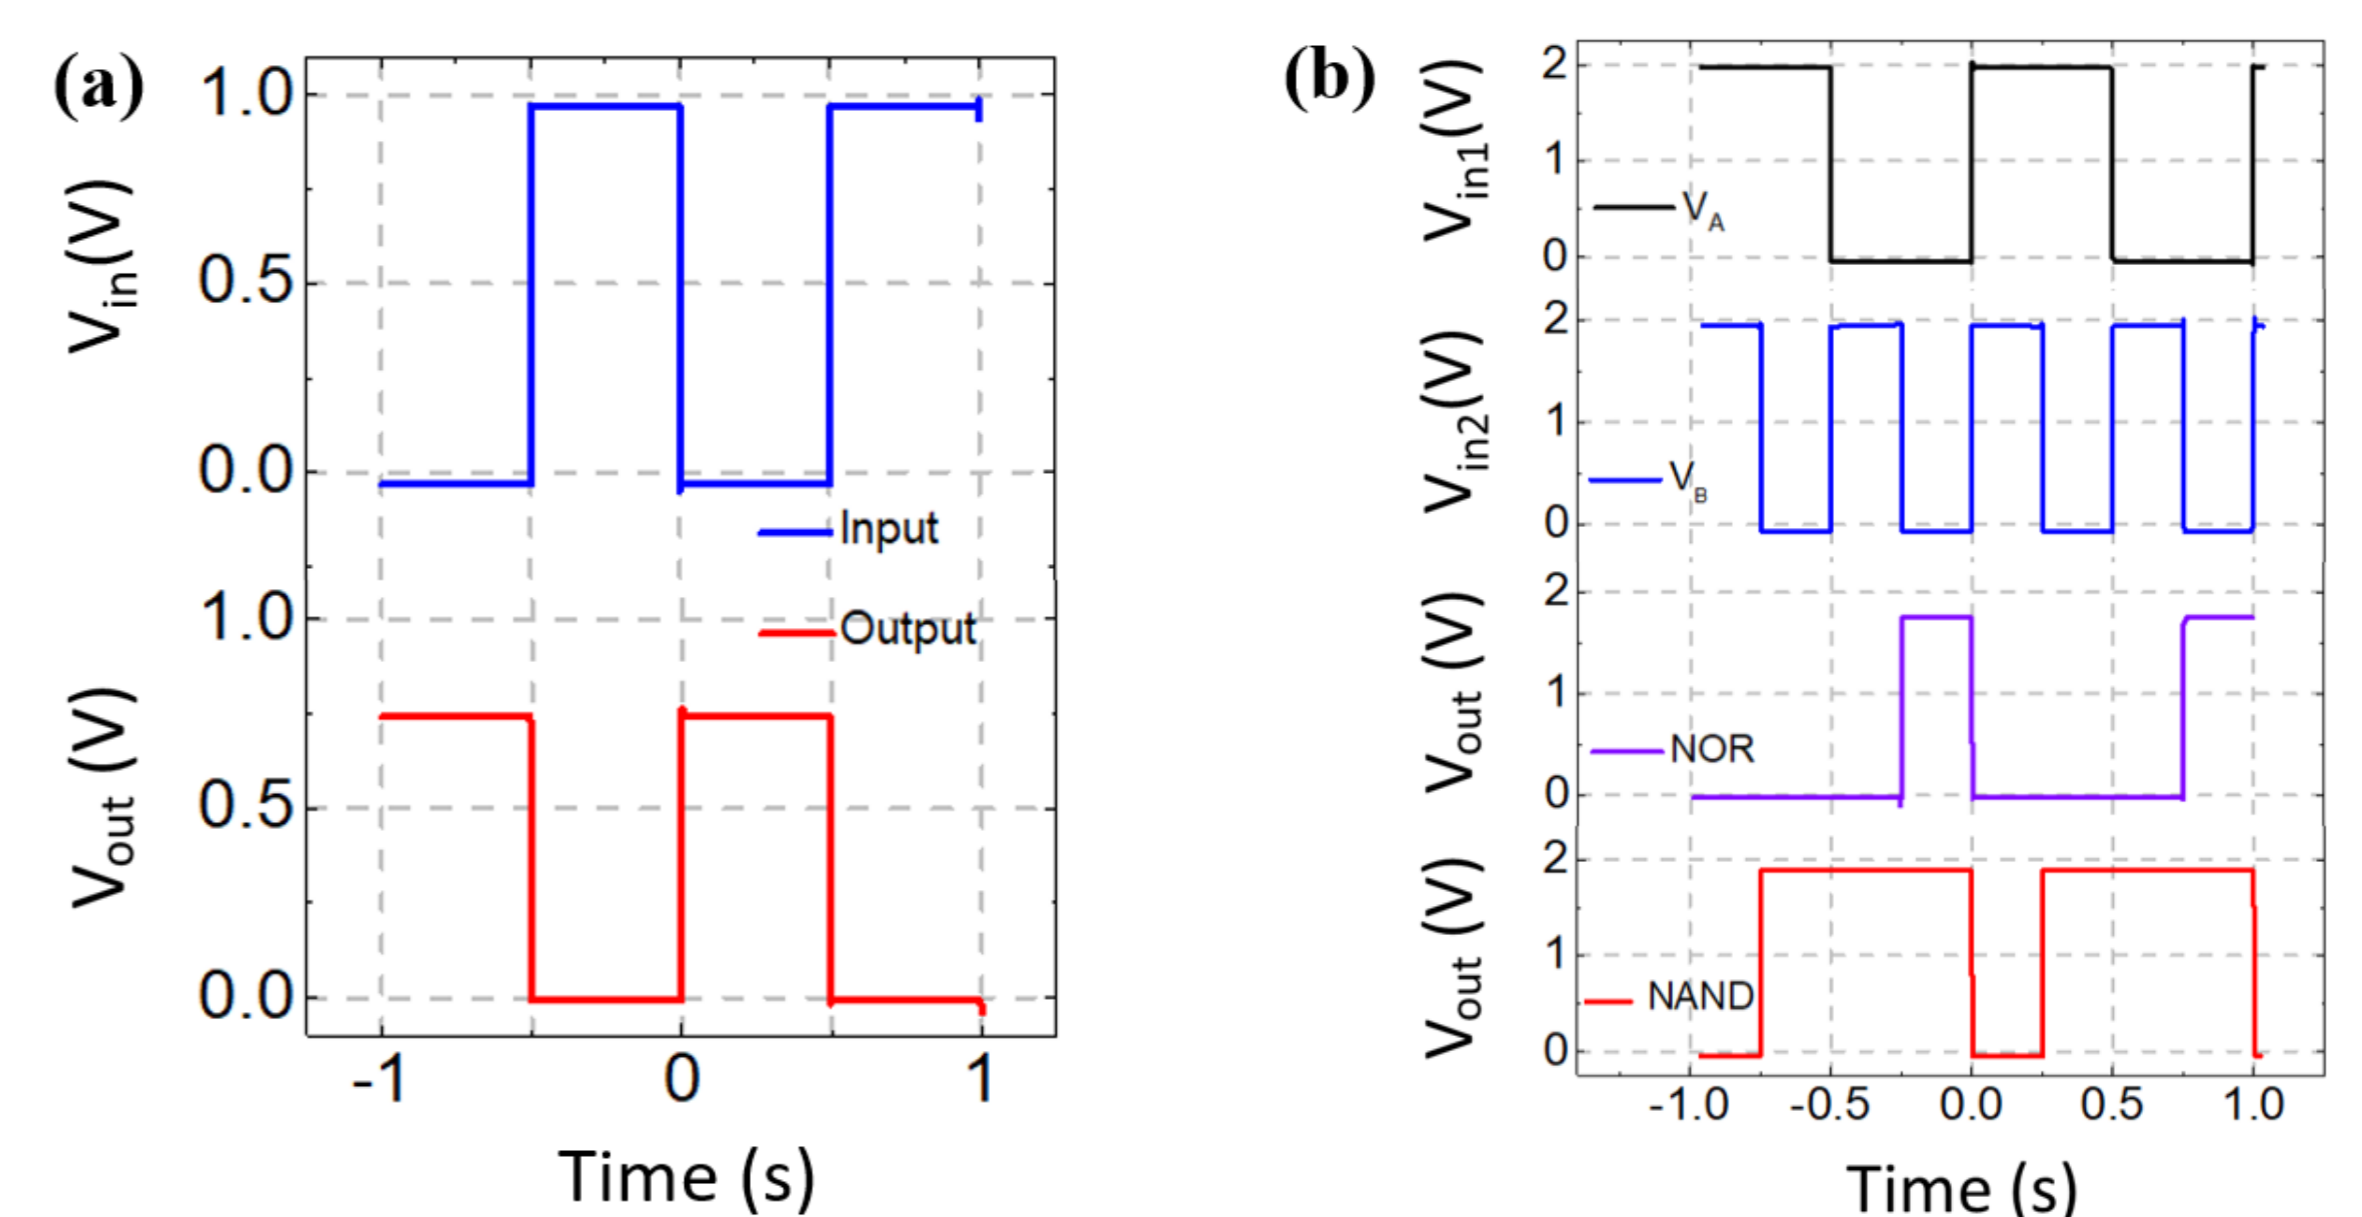 (a)
1.0
0.5
0.0
Vin(V)
Input
1.0
0.5
0.0
Vout (V)
Output
-1 0 1
Time (s)
(b)
2
1
0
Vin1(V)
VA
2
1
0
Vin2(V)
VB
2
1
0
Vout (V)
NOR
2
1
0
Vout (V)
NAND
-1.0 -0.5 0.0 0.5 1.0
Time (s)